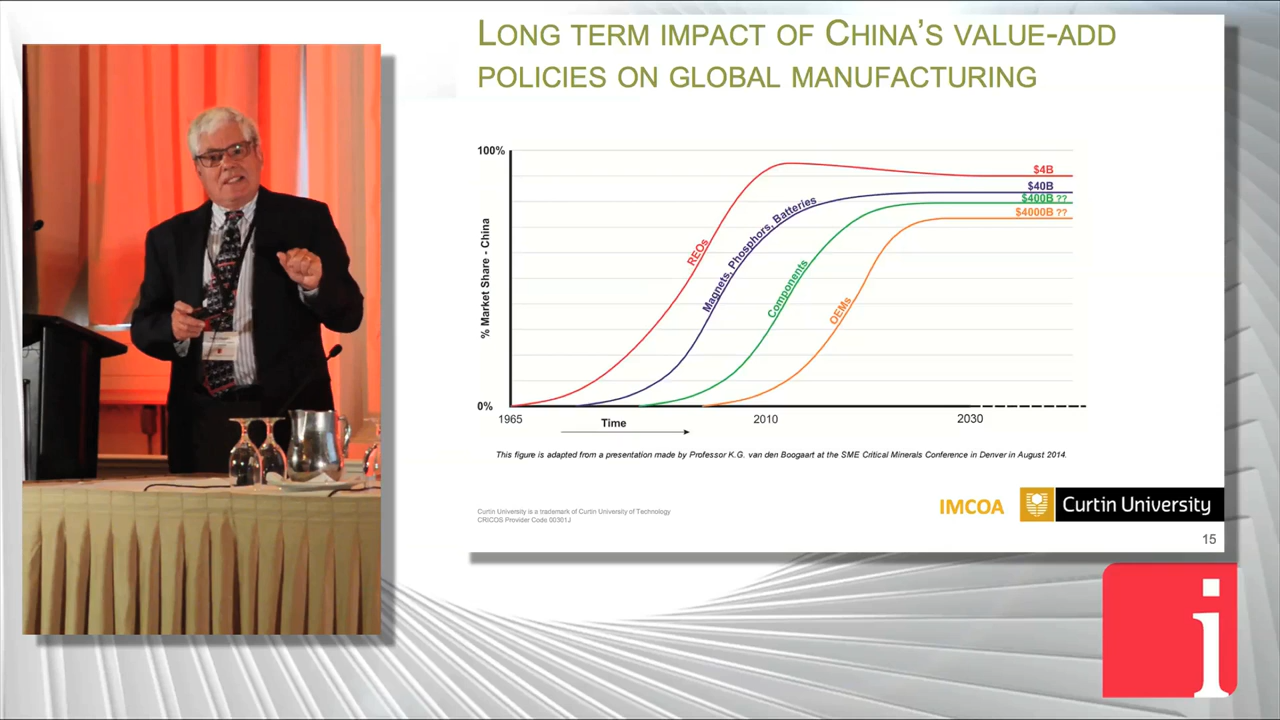 LONG TERM IMPACT OF CHINA'S VALUE-ADD
POLICIES ON GLOBAL MANUFACTURING
100%
$4B
$40B
$400B ??
$4000B ??
REOs
Magnets, Phosphors, Batteries
Components
OEMs
% Market Share - China
0%
1965
Time
2010
2030
This figure is adapted from a presentation made by Professor K.G. van den Boogaart at the SME Critical Minerals Conference in Denver in August 2014.
Curtin University is a trademark of Curtin University of Technology
CRICOS Provider Code 00301J
IMCOA
Curtin University
15
i